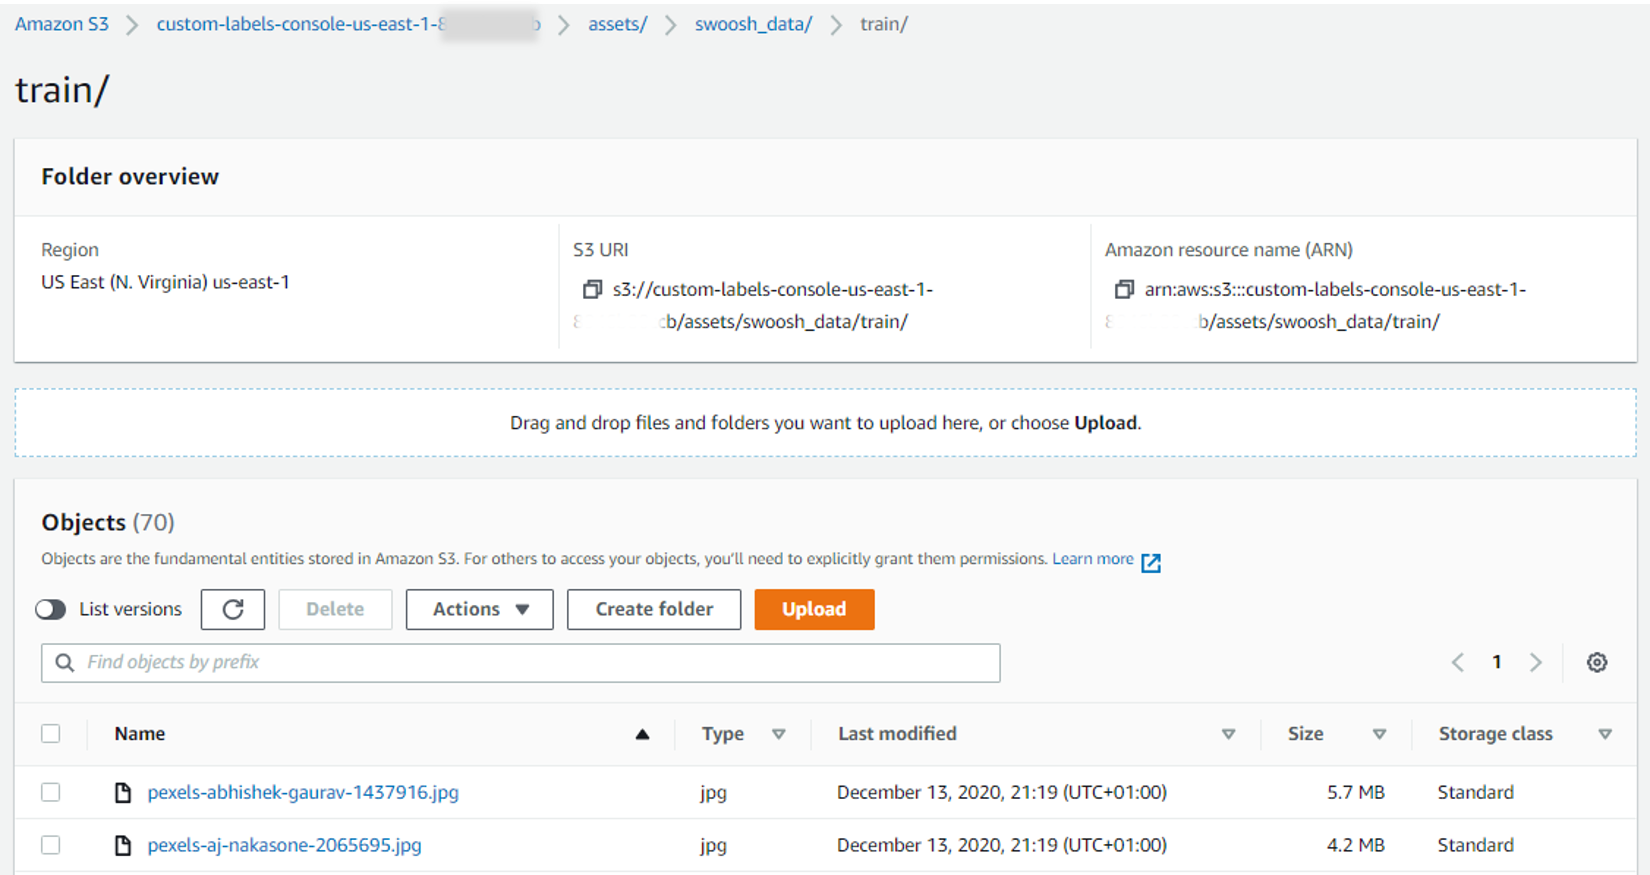 Amazon S3 > custom-labels-console-us-east-1-8 b > assets/ > swoosh_data/ > train/
train/
Folder overview
Region
US East (N. Virginia) us-east-1
S3 URI
s3://custom-labels-console-us-east-1-
8 cb/assets/swoosh_data/train/
Amazon resource name (ARN)
arn:aws:s3:::custom-labels-console-us-east-1-
8 b/assets/swoosh_data/train/
Drag and drop files and folders you want to upload here, or choose Upload.
Objects (70)
Objects are the fundamental entities stored in Amazon S3. For others to access your objects, you'll need to explicitly grant them permissions. Learn more
List versions Delete Actions Create folder Upload
Find objects by prefix 1
Name Type Last modified Size Storage class
pexels-abhishek-gaurav-1437916.jpg jpg December 13, 2020, 21:19 (UTC+01:00) 5.7 MB Standard
pexels-aj-nakasone-2065695.jpg jpg December 13, 2020, 21:19 (UTC+01:00) 4.2 MB Standard